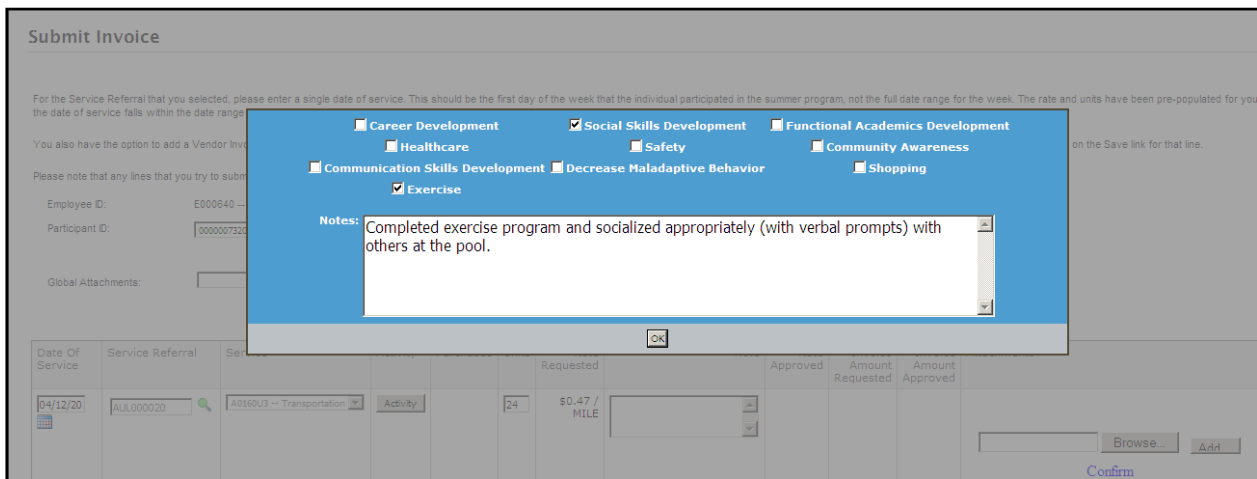 Submit Invoice
For the Service Referral that you selected, please enter a single date of service. This should be the first day of the week that the individual participated in the summer program, not the full date range for the week. The rate and units have been pre-populated for you
the date of service falls within the date range
Career Development Social Skills Development Functional Academics Development
You also have the option to add a Vendor on the Save link for that line.
Healthcare Safety Community Awareness
Communication Skills Development Decrease Maladaptive Behavior Shopping
Please note that any lines that you try to
Exercise
Employee ID: E000640 --
Notes: Completed exercise program and socialized appropriately (with verbal prompts) with
Participant ID: 0000007320
others at the pool.
Global Attachments:
OK
Date Of Service Referral Requested Approved Amount Amount
Service Requested Approved
04/12/20 AUL000020 A0160U3 -- Transportation Activity 24 $0.47 /
MILE
Browse... Add...
Confirm